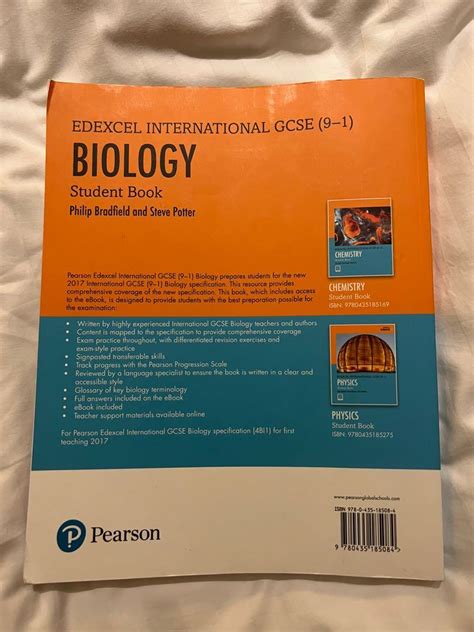 EDEXCEL INTERNATIONAL GCSE (9–1)
BIOLOGY
Student Book
Philip Bradfield and Steve Potter
Pearson Edexcel International GCSE (9–1) Biology prepares students for the new
2017 International GCSE (9–1) Biology specification. This resource provides
comprehensive coverage of the new specification. This book, which includes access
to the eBook, is designed to provide students with the best preparation possible for
the examination:
• Written by highly experienced International GCSE Biology teachers and authors
• Content is mapped to the specification to provide comprehensive coverage
• Exam practice throughout, with differentiated revision exercises and
exam-style practice
• Signposted transferable skills
• Track progress with the Pearson Progression Scale
• Reviewed by a language specialist to ensure the book is written in a clear and
accessible style
• Glossary of key biology terminology
• Full answers included on the eBook
• eBook included
• Teacher support materials available online
For Pearson Edexcel International GCSE Biology specification (4BI1) for first
teaching 2017
CHEMISTRY
CHEMISTRY
Student Book
ISBN: 9780435185169
PHYSICS
PHYSICS
Student Book
ISBN: 9780435185275
www.pearsonglobalschools.com
ISBN 978-0-435-18508-4
9 780435 185084 >
Pearson